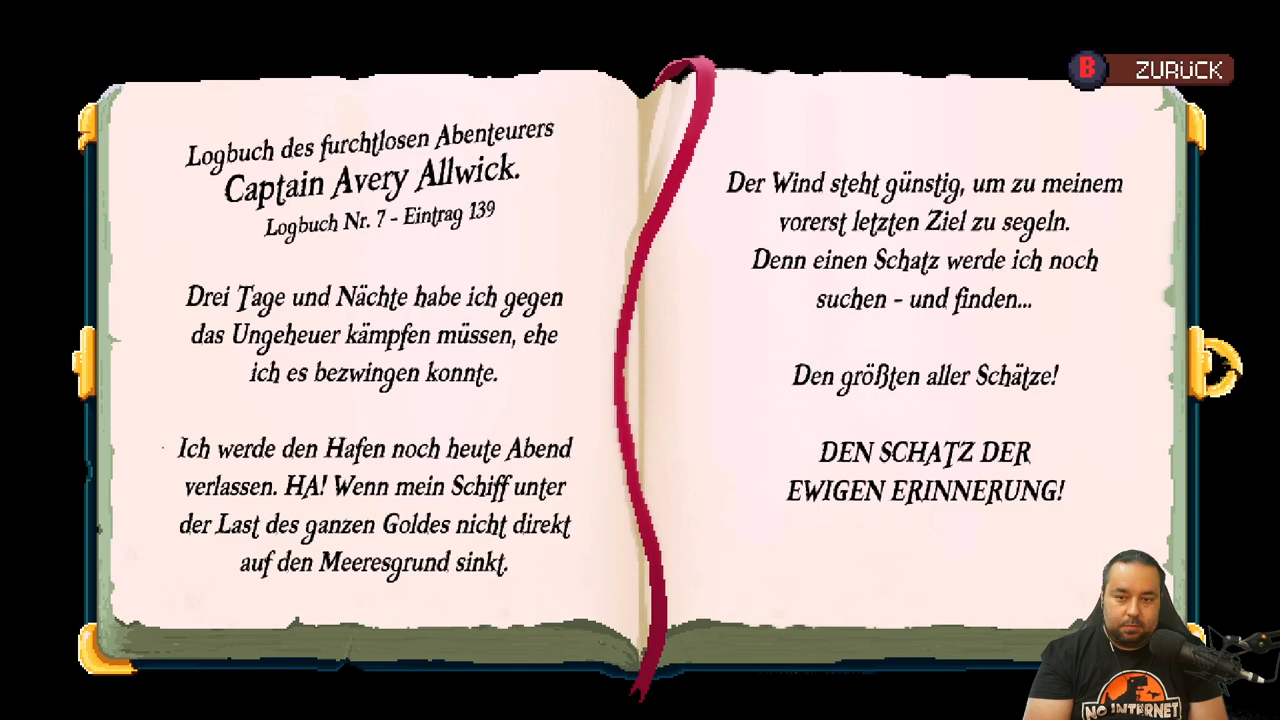 B ZURÜCK
Logbuch des furchtlosen Abenteurers
Captain Avery Allwick.
Logbuch Nr. 7 - Eintrag 139
Drei Tage und Nächte habe ich gegen
das Ungeheuer kämpfen müssen, ehe
ich es bezwingen konnte.
Ich werde den Hafen noch heute Abend
verlassen. HA! Wenn mein Schiff unter
der Last des ganzen Goldes nicht direkt
auf den Meeresgrund sinkt.
Der Wind steht günstig, um zu meinem
vorerst letzten Ziel zu segeln.
Denn einen Schatz werde ich noch
suchen - und finden...
Den größten aller Schätze!
DEN SCHATZ DER
EWIGEN ERINNERUNG!
NO INTERNET